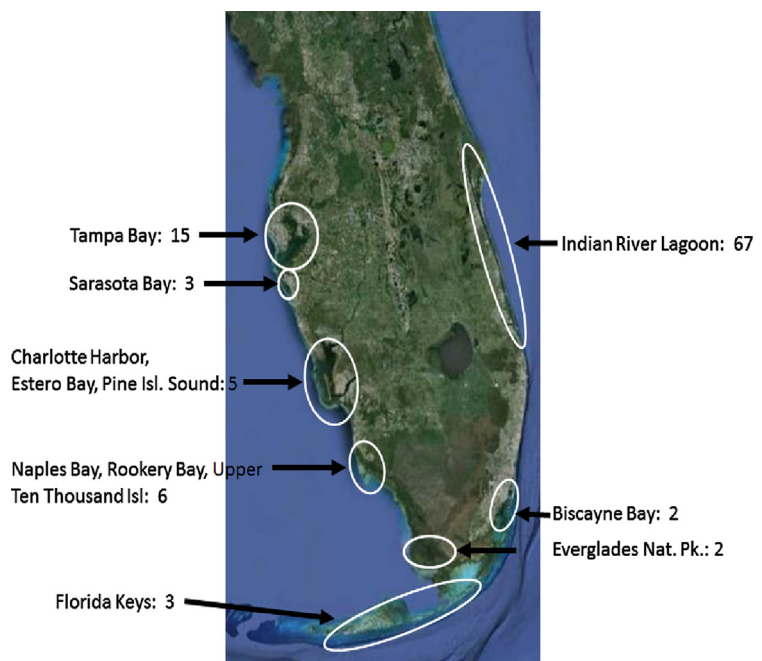 Tampa Bay: 15
Indian River Lagoon: 67
Sarasota Bay: 3
Charlotte Harbor,
Estero Bay, Pine Isl. Sound: 5
Naples Bay, Rookery Bay, Upper
Ten Thousand Isl: 6
Biscayne Bay: 2
Everglades Nat. Pk.: 2
Florida Keys: 3